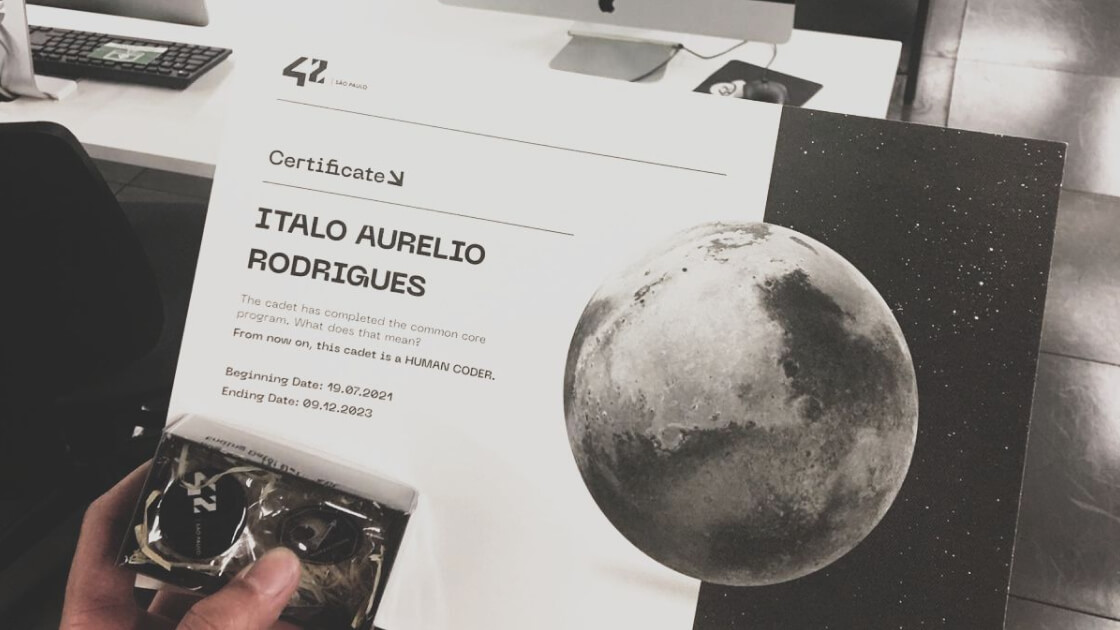 42 | SÃO PAULO
Certificate
ITALO AURELIO
RODRIGUES
The cadet has completed the common core
program. What does that mean?
From now on, this cadet is a HUMAN CODER.
Beginning Date: 19.07.2021
Ending Date: 09.12.2023
42
SÃO PAULO